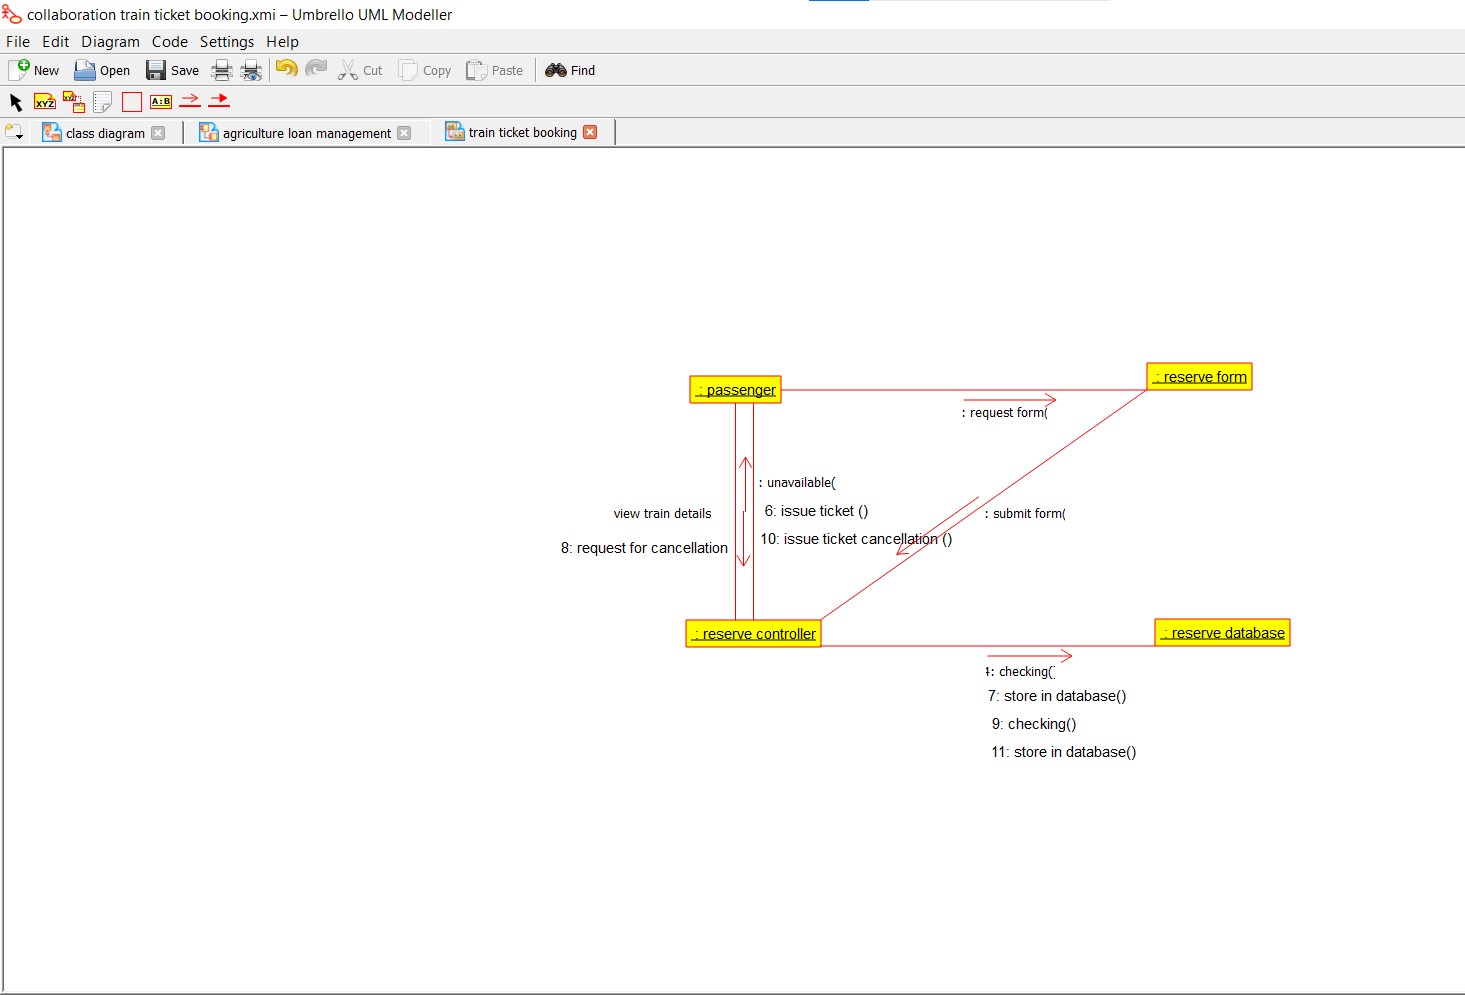 collaboration train ticket booking.xmi – Umbrello UML Modeller
File Edit Diagram Code Settings Help
New Open Save Cut Copy Paste Find
XYZ XYZ A:B
class diagram agriculture loan management train ticket booking
: reserve form
: passenger
: request form(
: unavailable(
view train details
6: issue ticket ()
: submit form(
8: request for cancellation
10: issue ticket cancellation ()
: reserve controller
: reserve database
4: checking()
7: store in database()
9: checking()
11: store in database()